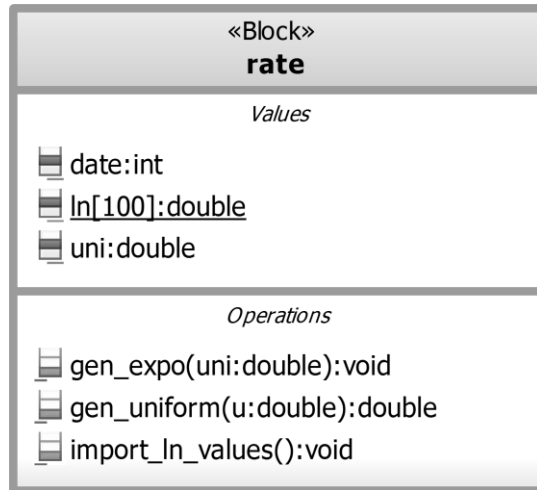 «Block»
rate
Values
date:int
ln[100]:double
uni:double
Operations
gen_expo(uni:double):void
gen_uniform(u:double):double
import_ln_values():void